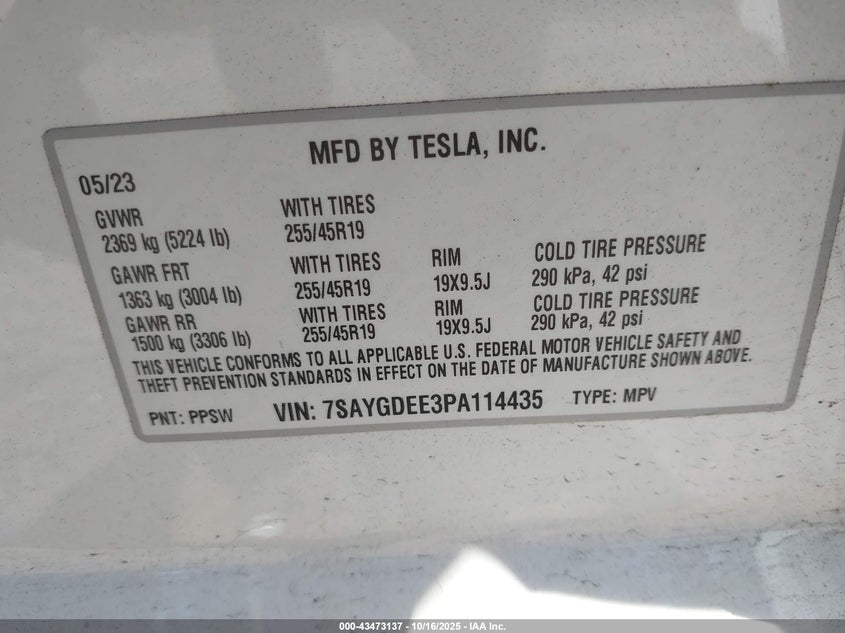 MFD BY TESLA, INC.
05/23
GVWR WITH TIRES
2369 kg (5224 lb) 255/45R19
GAWR FRT WITH TIRES RIM COLD TIRE PRESSURE
1363 kg (3004 lb) 255/45R19 19X9.5J 290 kPa, 42 psi
GAWR RR WITH TIRES RIM COLD TIRE PRESSURE
1500 kg (3306 lb) 255/45R19 19X9.5J 290 kPa, 42 psi
THIS VEHICLE CONFORMS TO ALL APPLICABLE U.S. FEDERAL MOTOR VEHICLE SAFETY AND
THEFT PREVENTION STANDARDS IN EFFECT ON THE DATE OF MANUFACTURE SHOWN ABOVE.
PNT: PPSW VIN: 7SAYGDEE3PA114435 TYPE: MPV
000-43473137 - 10/16/2025 - IAA Inc.